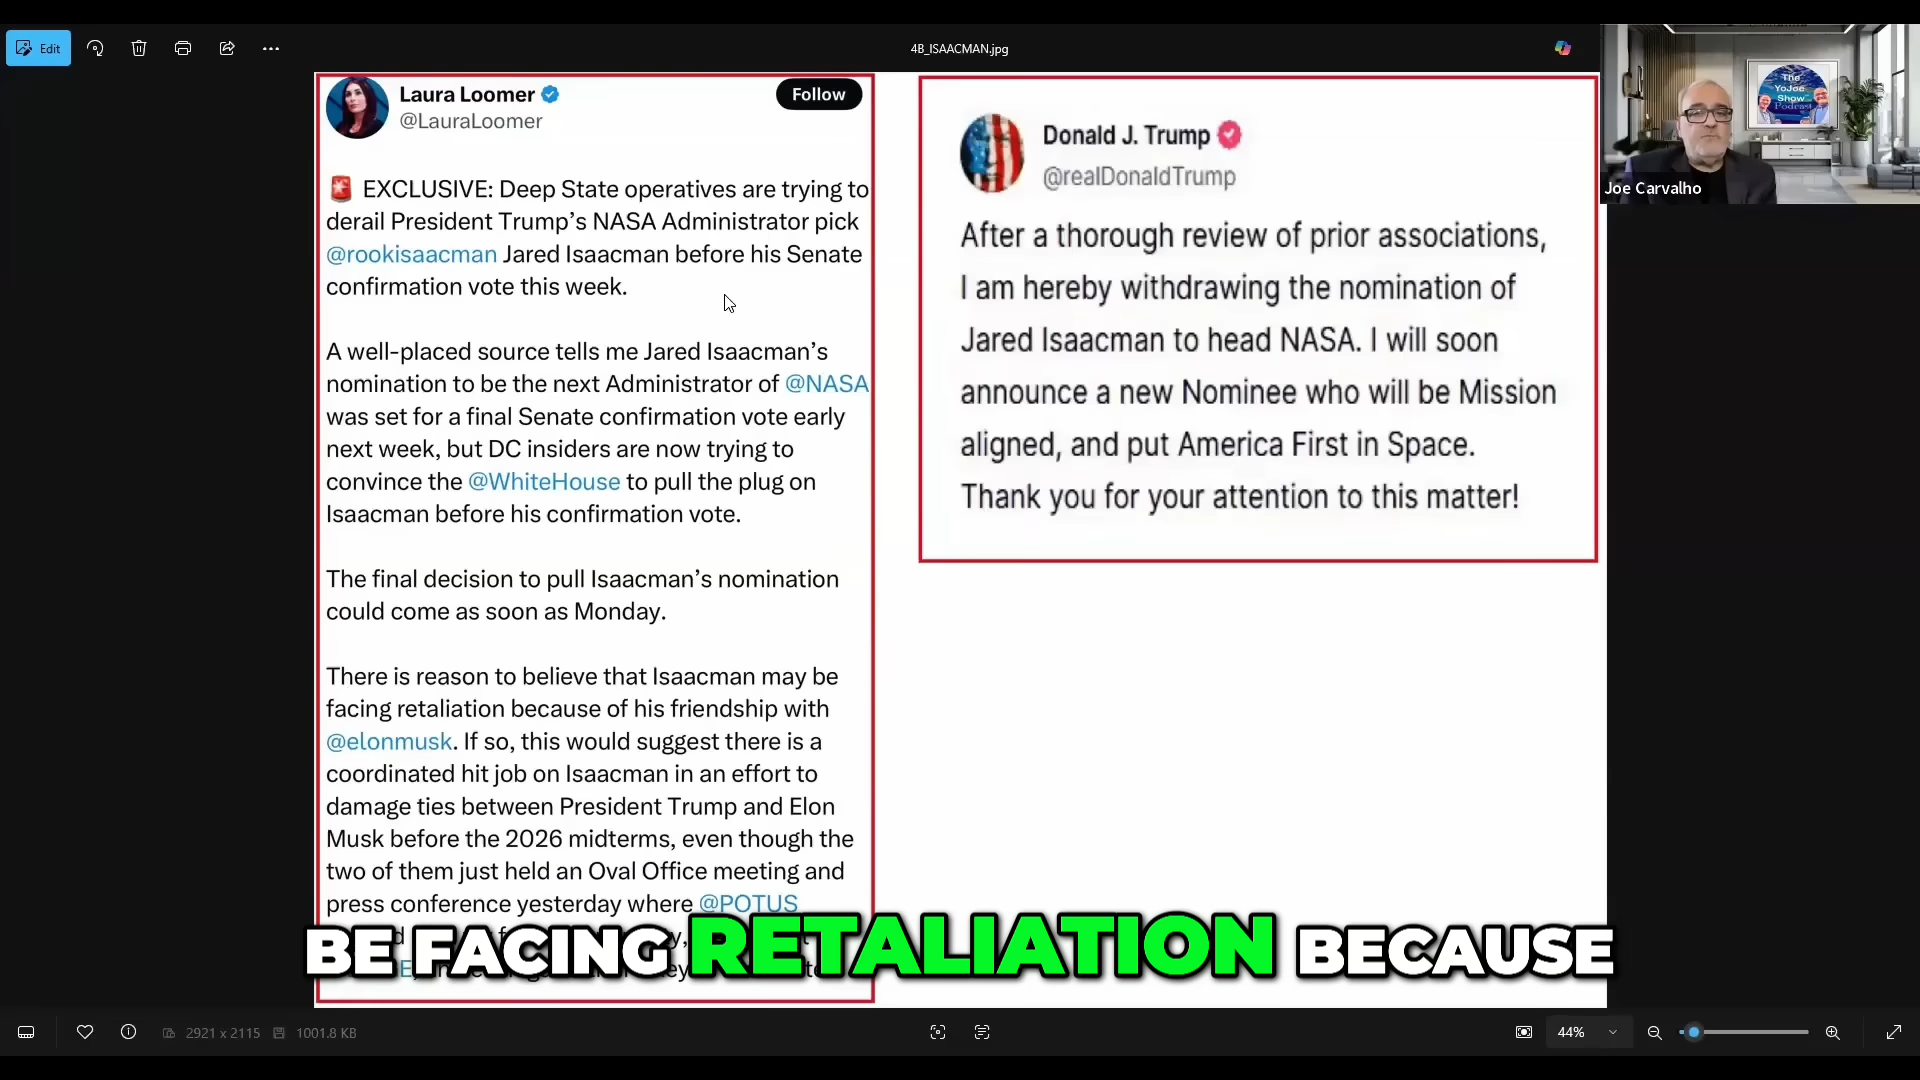 Edit
4B_ISAACMAN.jpg
Laura Loomer
@LauraLoomer
Follow
EXCLUSIVE: Deep State operatives are trying to
derail President Trump’s NASA Administrator pick
@rookisaacman Jared Isaacman before his Senate
confirmation vote this week.
A well-placed source tells me Jared Isaacman’s
nomination to be the next Administrator of @NASA
was set for a final Senate confirmation vote early
next week, but DC insiders are now trying to
convince the @WhiteHouse to pull the plug on
Isaacman before his confirmation vote.
The final decision to pull Isaacman’s nomination
could come as soon as Monday.
There is reason to believe that Isaacman may be
facing retaliation because of his friendship with
@elonmusk. If so, this would suggest there is a
coordinated hit job on Isaacman in an effort to
damage ties between President Trump and Elon
Musk before the 2026 midterms, even though the
two of them just held an Oval Office meeting and
press conference yesterday where @POTUS
Donald J. Trump
@realDonaldTrump
After a thorough review of prior associations,
I am hereby withdrawing the nomination of
Jared Isaacman to head NASA. I will soon
announce a new Nominee who will be Mission
aligned, and put America First in Space.
Thank you for your attention to this matter!
The
YoJoe
Show
Podcast
Joe Carvalho
BE FACING RETALIATION BECAUSE
2921 x 2115
1001.8 KB
44%